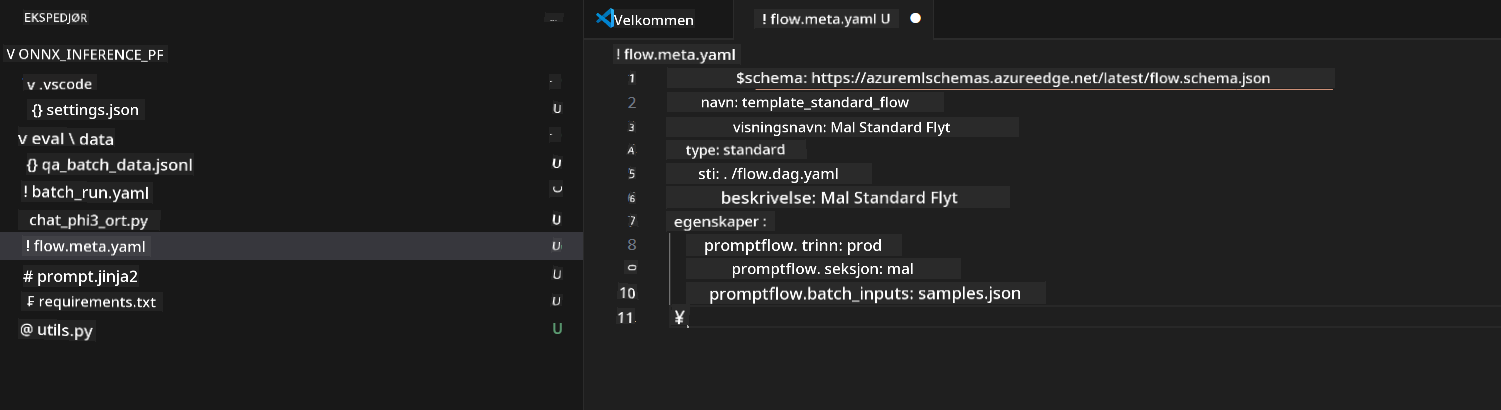 EKSPEDJØR
...
V ONNX_INFERENCE_PF
v .vscode
{} settings.json U
v eval \ data
{} qa_batch_data.jsonl U
! batch_run.yaml
chat_phi3_ort.py U
! flow.meta.yaml U
# prompt.jinja2 U
requirements.txt U
@ utils.py U
Velkommen
! flow.meta.yaml U
! flow.meta.yaml
1 $schema: https://azuremlschemas.azureedge.net/latest/flow.schema.json
2 navn: template_standard_flow
3 visningsnavn: Mal Standard Flyt
A type: standard
5 sti: . /flow.dag.yaml
6 beskrivelse: Mal Standard Flyt
7 egenskaper :
8 promptflow. trinn: prod
promptflow. seksjon: mal
10 promptflow.batch_inputs: samples.json
11. ¥